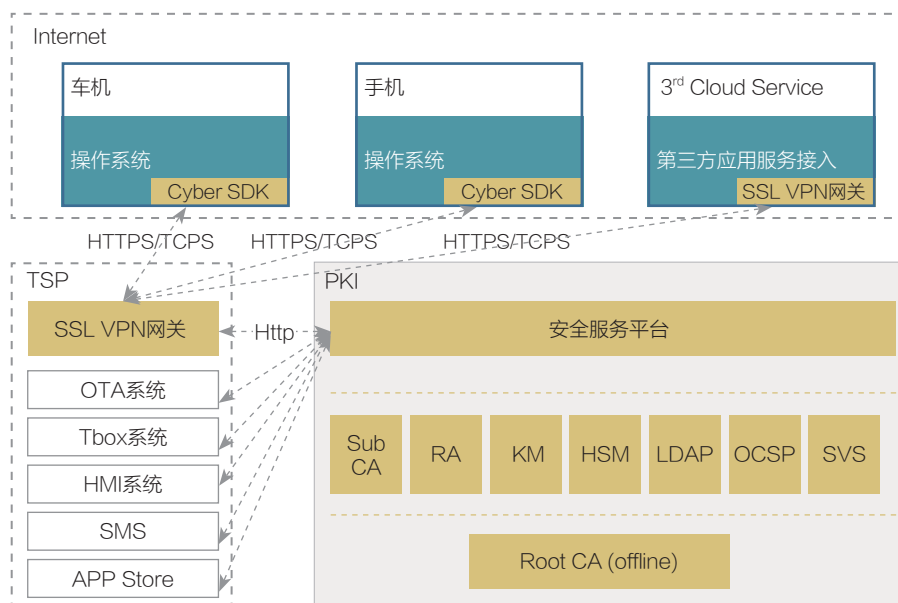 Internet
车机
操作系统
Cyber SDK
手机
操作系统
Cyber SDK
3rd Cloud Service
第三方应用服务接入
SSL VPN网关
HTTPS/TCPS
HTTPS/TCPS
HTTPS/TCPS
TSP
SSL VPN网关
OTA系统
Tbox系统
HMI系统
SMS
APP Store
Http
PKI
安全服务平台
Sub
CA
RA
KM
HSM
LDAP
OCSP
SVS
Root CA (offline)